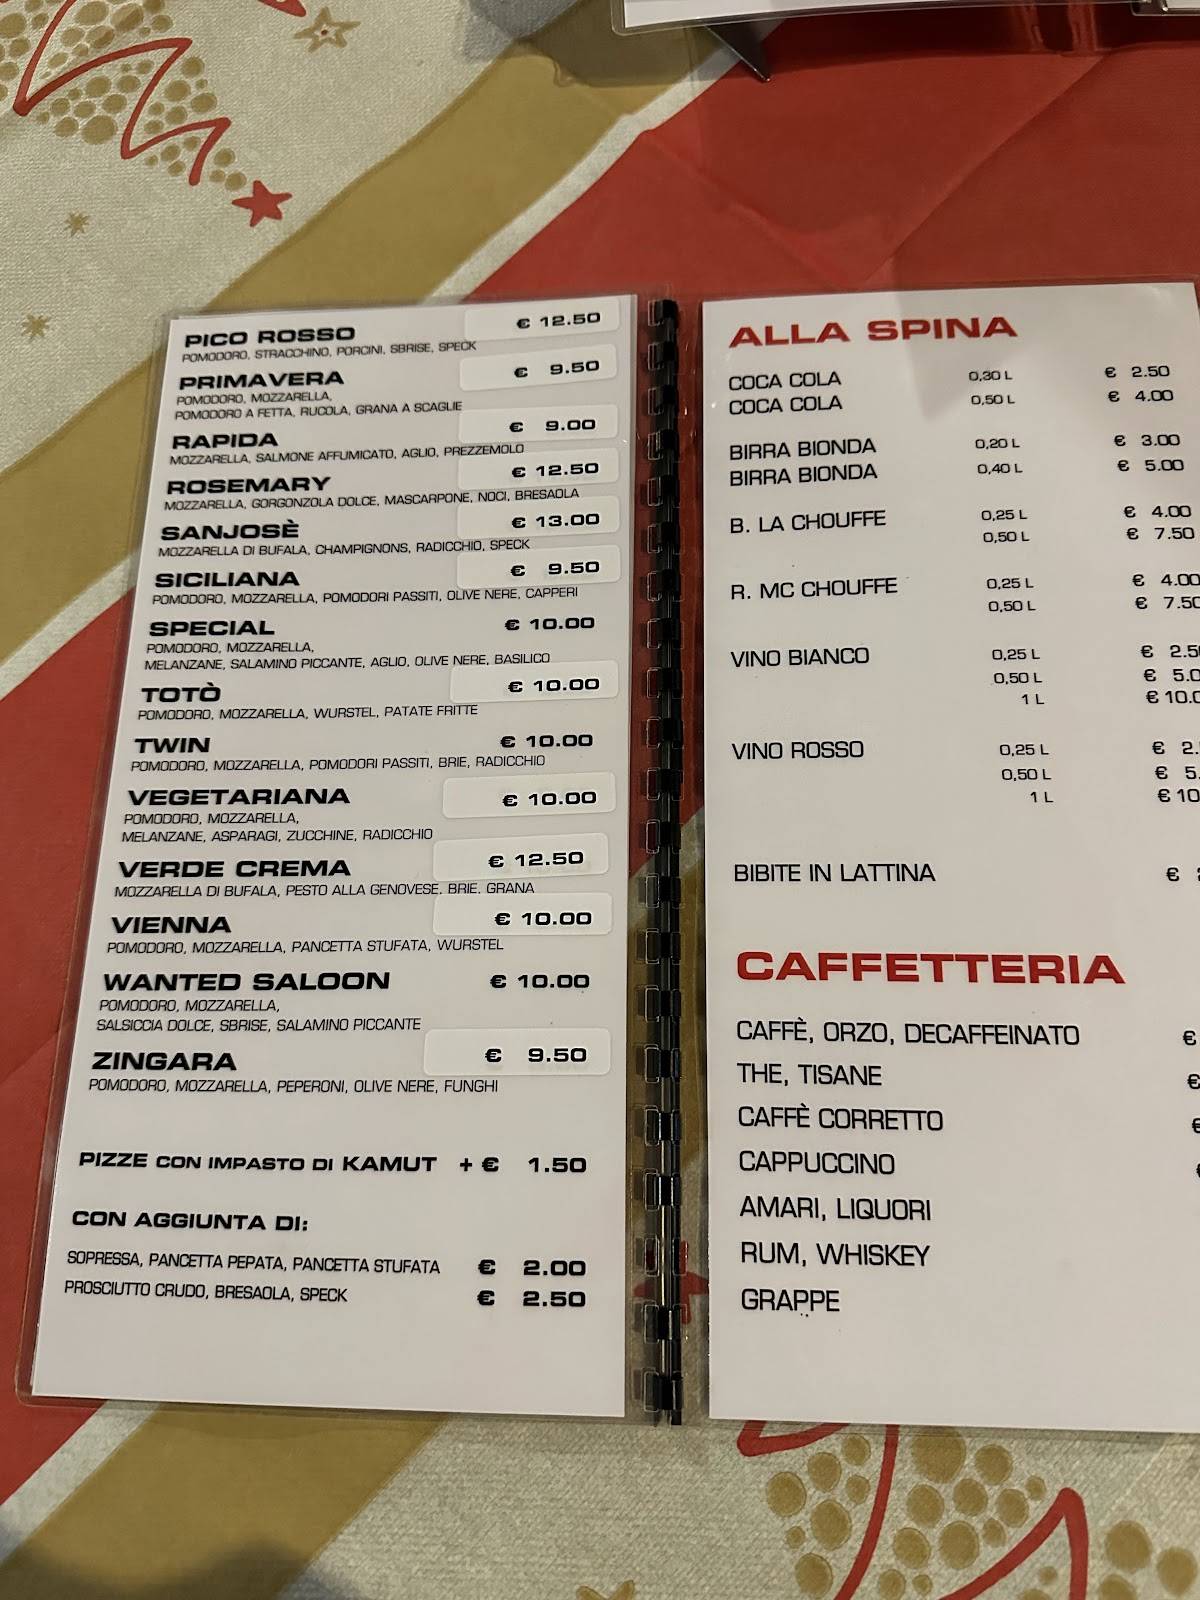 PICO ROSSO € 12.50
POMODORO, STRACCHINO, PORCINI, SBRISE, SPECK
PRIMAVERA € 9.50
POMODORO, MOZZARELLA,
POMODORO A FETTA, RUCOLA, GRANA A SCAGLIE
RAPIDA € 9.00
MOZZARELLA, SALMONE AFFUMICATO, AGLIO, PREZZEMOLO
ROSEMARY € 12.50
MOZZARELLA, GORGONZOLA DOLCE, MASCARPONE, NOCI, BRESAOLA
SANJOSÈ € 13.00
MOZZARELLA DI BUFALA, CHAMPIGNONS, RADICCHIO, SPECK
SICILIANA € 9.50
POMODORO, MOZZARELLA, POMODORI PASSITI, OLIVE NERE, CAPPERI
SPECIAL € 10.00
POMODORO, MOZZARELLA,
MELANZANE, SALAMINO PICCANTE, AGLIO, OLIVE NERE, BASILICO
TOTÒ € 10.00
POMODORO, MOZZARELLA, WURSTEL, PATATE FRITTE
TWIN € 10.00
POMODORO, MOZZARELLA, POMODORI PASSITI, BRIE, RADICCHIO
VEGETARIANA € 10.00
POMODORO, MOZZARELLA,
MELANZANE, ASPARAGI, ZUCCHINE, RADICCHIO
VERDE CREMA € 12.50
MOZZARELLA DI BUFALA, PESTO ALLA GENOVESE, BRIE, GRANA
VIENNA € 10.00
POMODORO, MOZZARELLA, PANCETTA STUFATA, WURSTEL
WANTED SALOON € 10.00
POMODORO, MOZZARELLA,
SALSICCIA DOLCE, SBRISE, SALAMINO PICCANTE
ZINGARA € 9.50
POMODORO, MOZZARELLA, PEPERONI, OLIVE NERE, FUNGHI
PIZZE CON IMPASTO DI KAMUT + € 1.50
CON AGGIUNTA DI:
SOPRESSA, PANCETTA PEPATA, PANCETTA STUFATA € 2.00
PROSCIUTTO CRUDO, BRESAOLA, SPECK € 2.50
ALLA SPINA
COCA COLA 0,30 L € 2.50
COCA COLA 0,50 L € 4.00
BIRRA BIONDA 0,20 L € 3.00
BIRRA BIONDA 0,40 L € 5.00
B. LA CHOUFFE 0,25 L € 4.00
0,50 L € 7.50
R. MC CHOUFFE 0,25 L € 4.00
0,50 L € 7.50
VINO BIANCO 0,25 L € 2.5
0,50 L € 5.0
1 L € 10.0
VINO ROSSO 0,25 L € 2.
0,50 L € 5.
1 L € 10
BIBITE IN LATTINA €
CAFFETTERIA
CAFFÈ, ORZO, DECAFFEINATO €
THE, TISANE €
CAFFÈ CORRETTO €
CAPPUCCINO
AMARI, LIQUORI
RUM, WHISKEY
GRAPPE